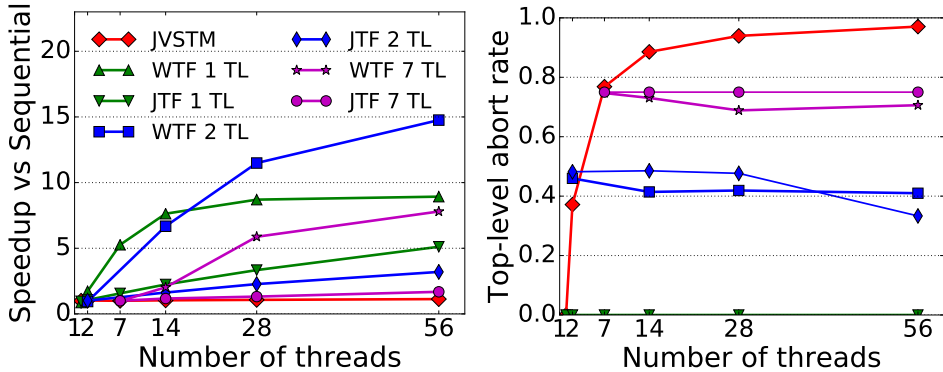 Speedup vs Sequential
20
15
10
5
0
JVSTM
WTF 1 TL
JTF 1 TL
WTF 2 TL
JTF 2 TL
WTF 7 TL
JTF 7 TL
1 2 7 14 28 56
Number of threads
Top-level abort rate
1.0
0.8
0.6
0.4
0.2
0.0
1 2 7 14 28 56
Number of threads